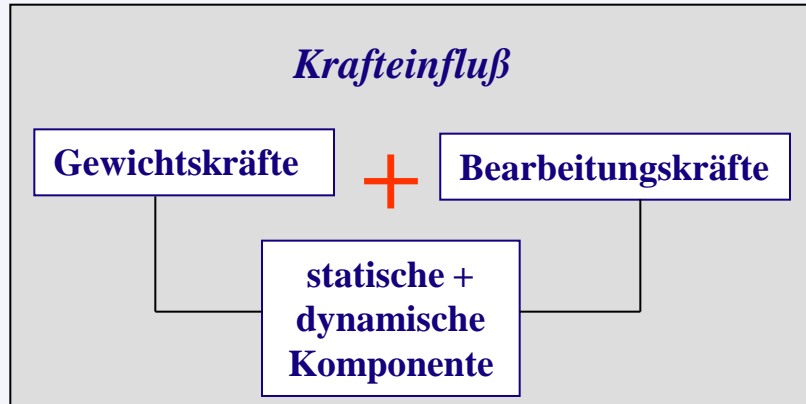 Krafteinfluß
Gewichtskräfte
+
Bearbeitungskräfte
statische +
dynamische
Komponente